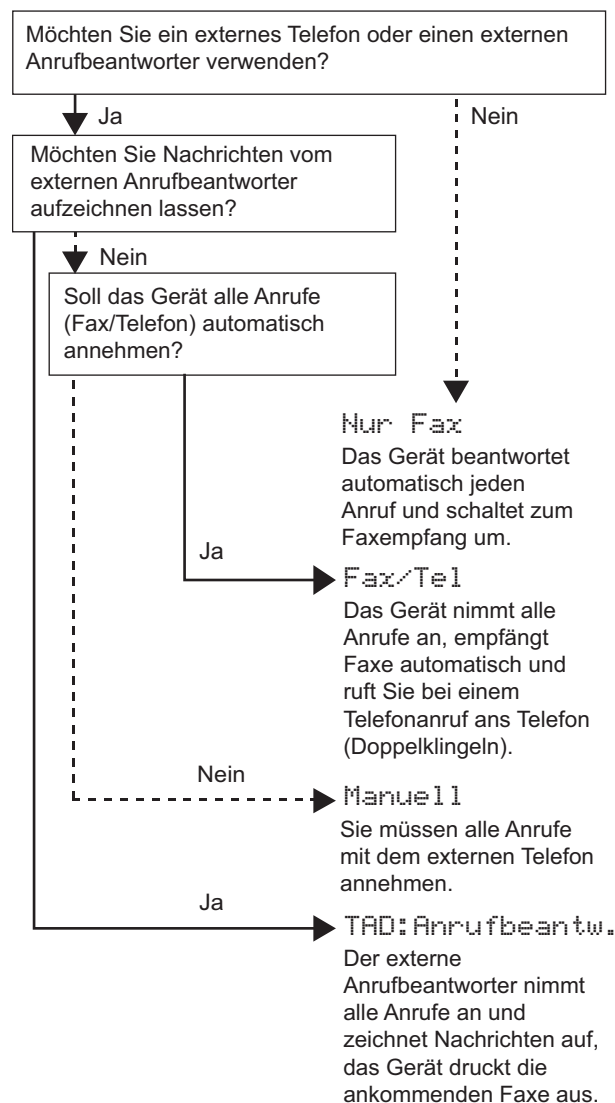 Möchten Sie ein externes Telefon oder einen externen
Anrufbeantworter verwenden?
Ja
Nein
Möchten Sie Nachrichten vom
externen Anrufbeantworter
aufzeichnen lassen?
Nein
Soll das Gerät alle Anrufe
(Fax/Telefon) automatisch
annehmen?
Nur Fax
Das Gerät beantwortet
automatisch jeden
Anruf und schaltet zum
Faxempfang um.
Ja
Fax/Tel
Das Gerät nimmt alle
Anrufe an, empfängt
Faxe automatisch und
ruft Sie bei einem
Telefonanruf ans Telefon
(Doppelklingeln).
Nein
Manuell
Sie müssen alle Anrufe
mit dem externen Telefon
annehmen.
Ja
TAD:Anrufbeantw.
Der externe
Anrufbeantworter nimmt
alle Anrufe an und
zeichnet Nachrichten auf,
das Gerät druckt die
ankommenden Faxe aus.